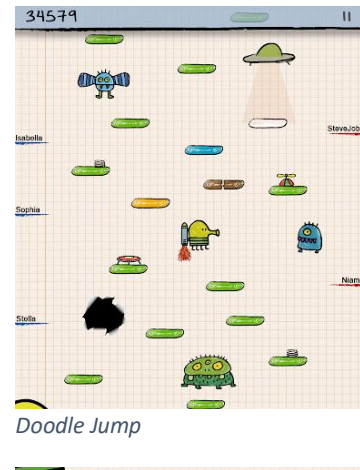 34579
SteveJob
Isabella
Sophia
Niam
Stella
Doodle Jump